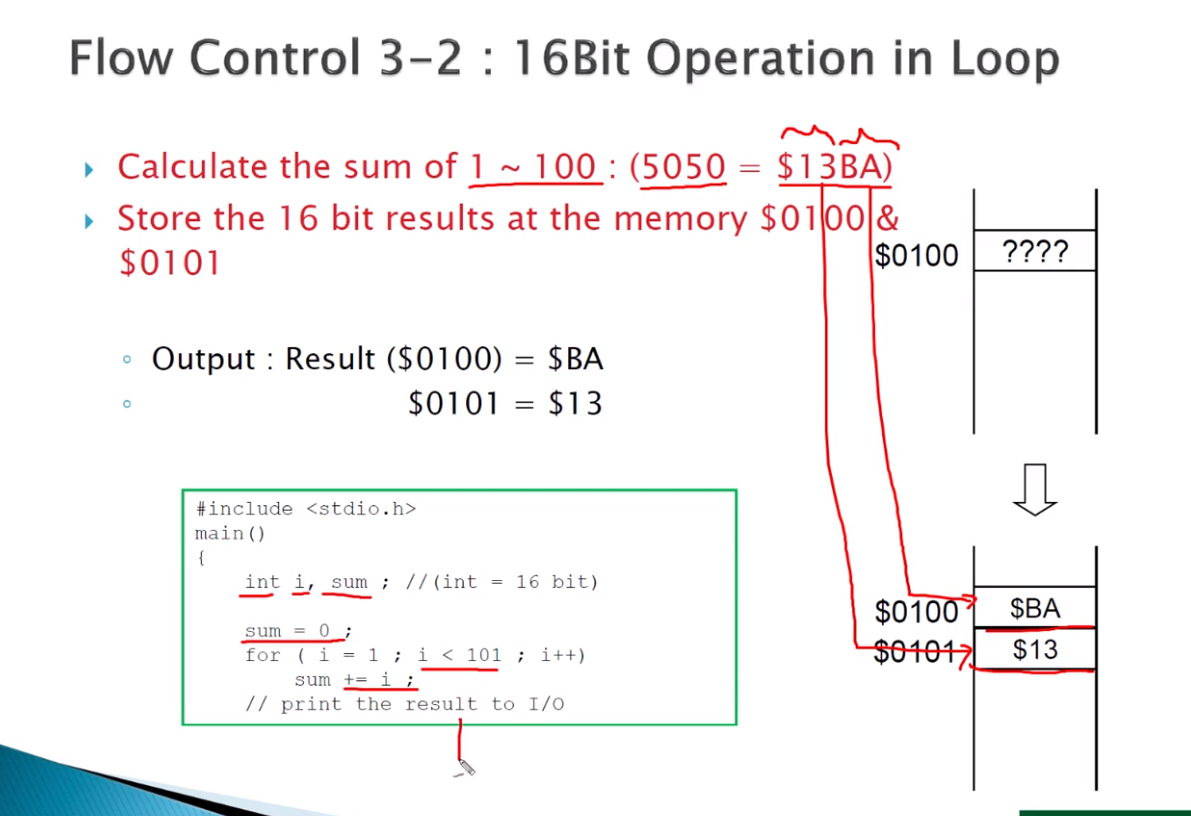 Flow Control 3-2 : 16Bit Operation in Loop
Calculate the sum of 1 ~ 100 : (5050 = $13BA)
Store the 16 bit results at the memory $0100 &
$0101
$0100 ????
Output : Result ($0100) = $BA
$0101 = $13
#include <stdio.h>
main()
{
int i, sum ; //(int = 16 bit)
sum = 0 ;
for ( i = 1 ; i < 101 ; i++)
sum += i ;
// print the result to I/O
$0100 $BA
$0101 $13